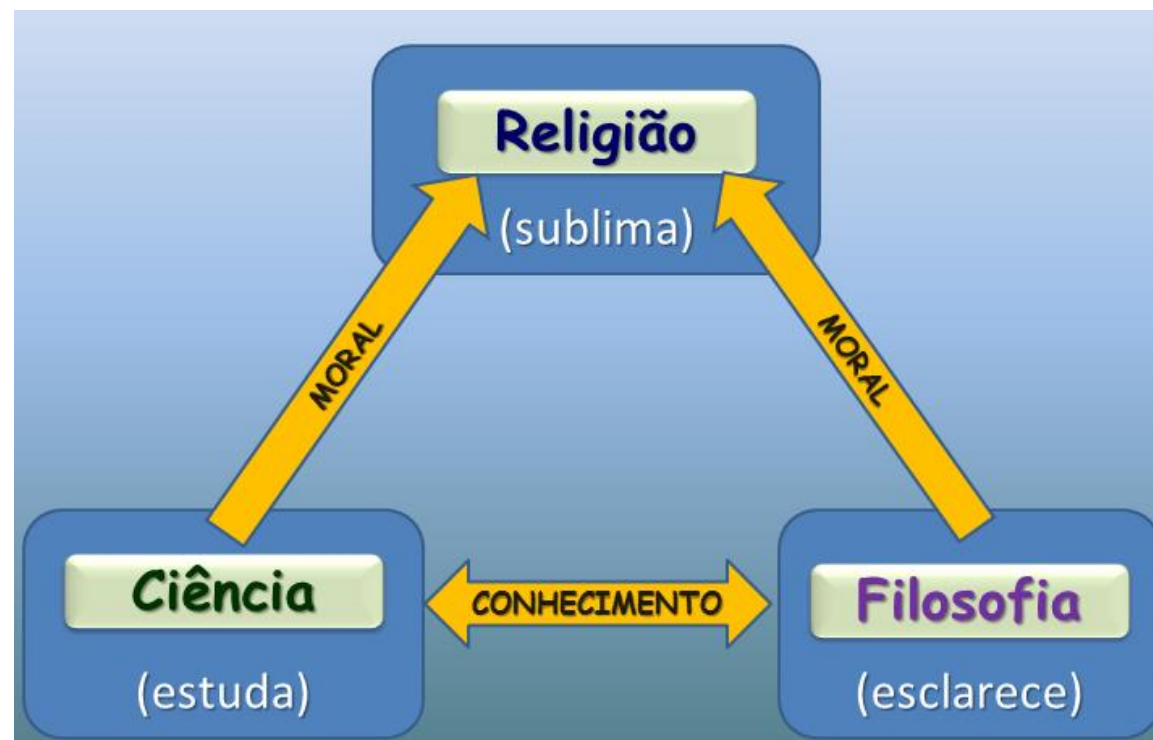 Religião
(sublima)
MORAL
MORAL
Ciência
(estuda)
CONHECIMENTO
Filosofia
(esclarece)